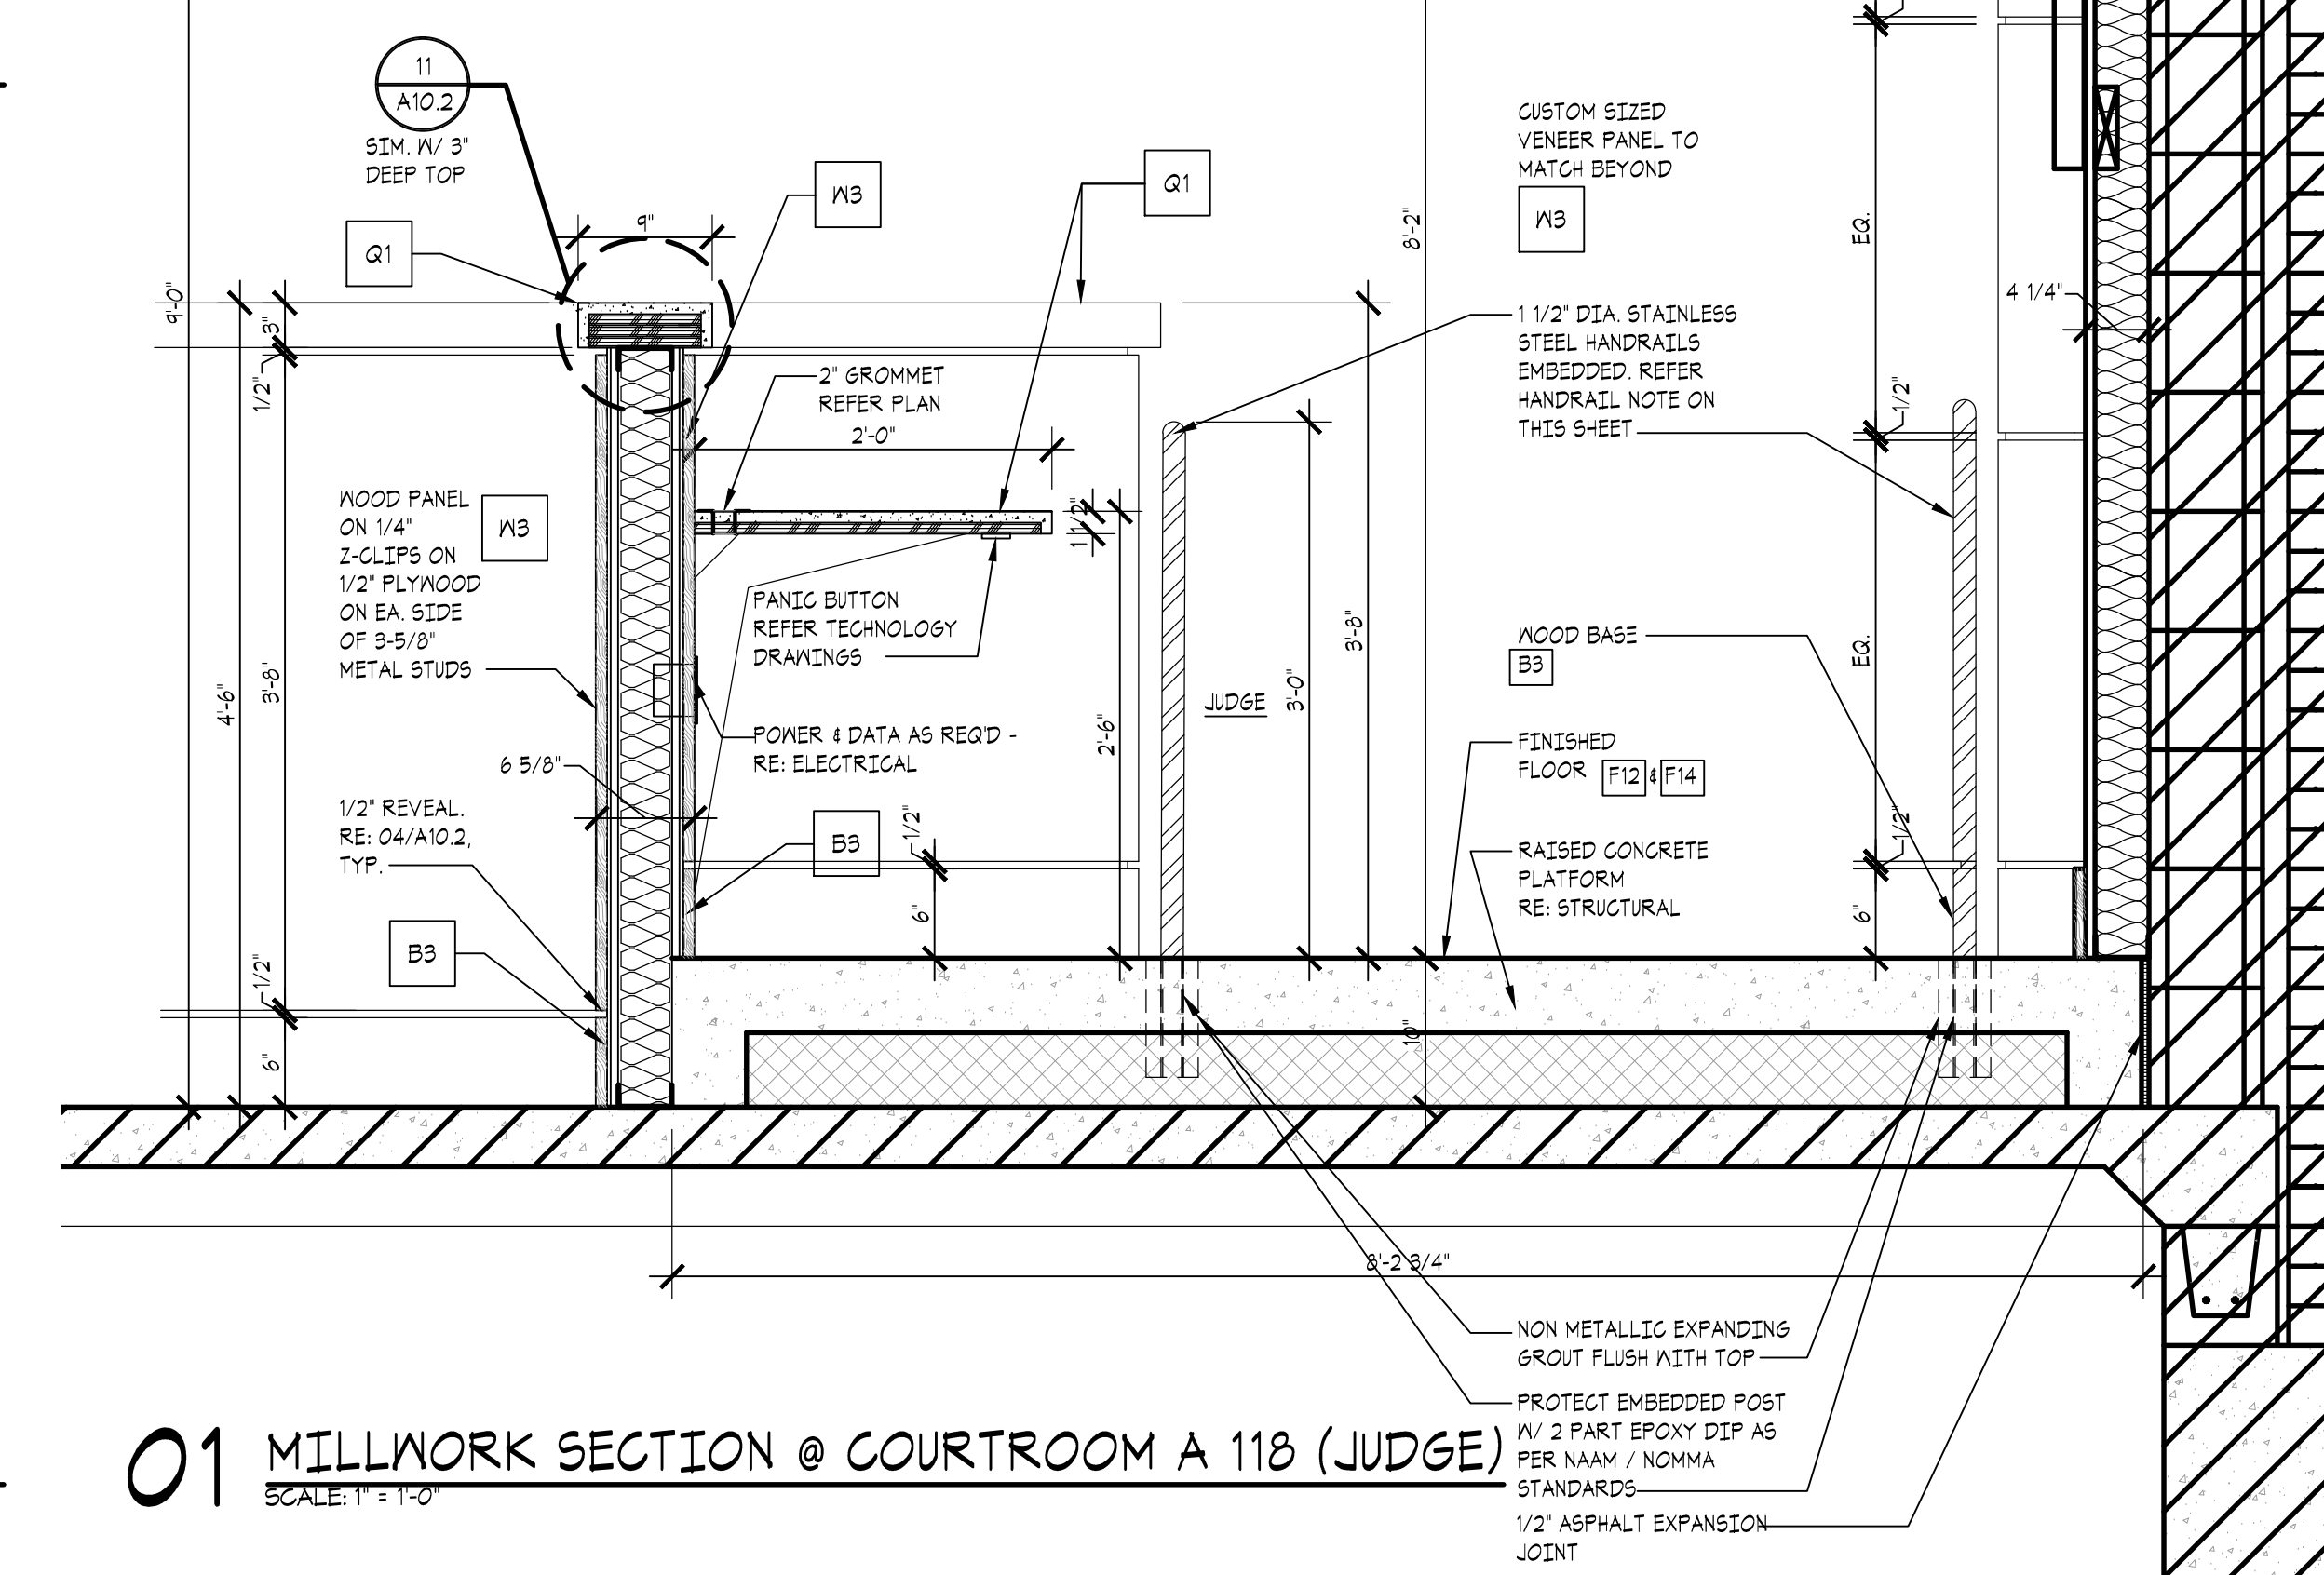 11
A10.2
SIM. W/ 3"
DEEP TOP
Q1
9"
W3
Q1
CUSTOM SIZED
VENEER PANEL TO
MATCH BEYOND
W3
8'-2"
EQ.
9'-0"
3"
1/2"
4 1/4"
1 1/2" DIA. STAINLESS
STEEL HANDRAILS
EMBEDDED. REFER
HANDRAIL NOTE ON
THIS SHEET
1/2"
2" GROMMET
REFER PLAN
2'-0"
WOOD PANEL
ON 1/4"
Z-CLIPS ON
1/2" PLYWOOD
ON EA. SIDE
OF 3-5/8"
METAL STUDS
W3
1 1/2"
PANIC BUTTON
REFER TECHNOLOGY
DRAWINGS
3'-8"
WOOD BASE
B3
EQ.
4'-6"
3'-8"
JUDGE
3'-0"
2'-6"
POWER & DATA AS REQ'D -
RE: ELECTRICAL
6 5/8"
FINISHED
FLOOR F12 & F14
1/2" REVEAL.
RE: 04/A10.2,
TYP.
B3
1/2"
1/2"
RAISED CONCRETE
PLATFORM
RE: STRUCTURAL
6"
6"
B3
1/2"
6"
10"
8'-2 3/4"
NON METALLIC EXPANDING
GROUT FLUSH WITH TOP
PROTECT EMBEDDED POST
W/ 2 PART EPOXY DIP AS
PER NAAM / NOMMA
STANDARDS
1/2" ASPHALT EXPANSION
JOINT
01 MILLWORK SECTION @ COURTROOM A 118 (JUDGE)
SCALE: 1" = 1'-0"